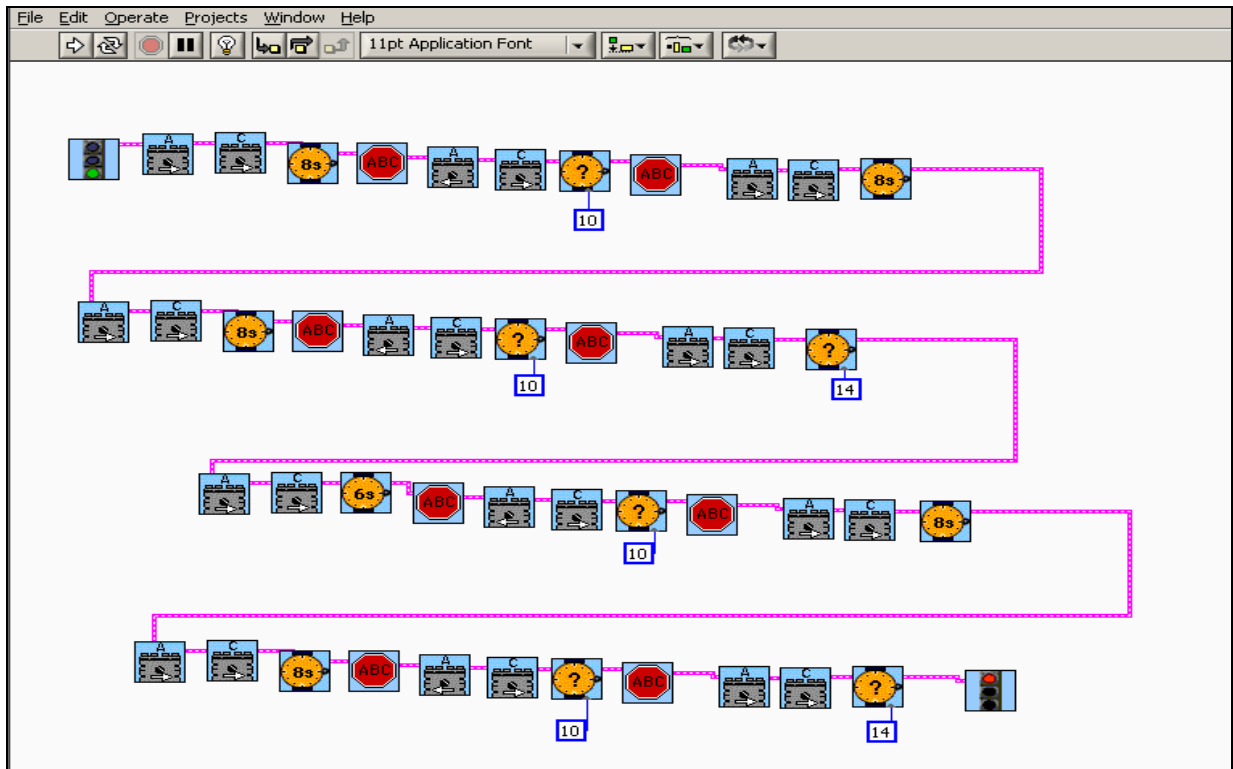 File Edit Operate Projects Window Help
11pt Application Font
A C 8s ABC A C ? ABC A C 8s
10
A C 8s ABC A C ? ABC A C ?
10 14
A C 6s ABC A C ? ABC A C 8s
10
A C 8s ABC A C ? ABC A C ?
10 14